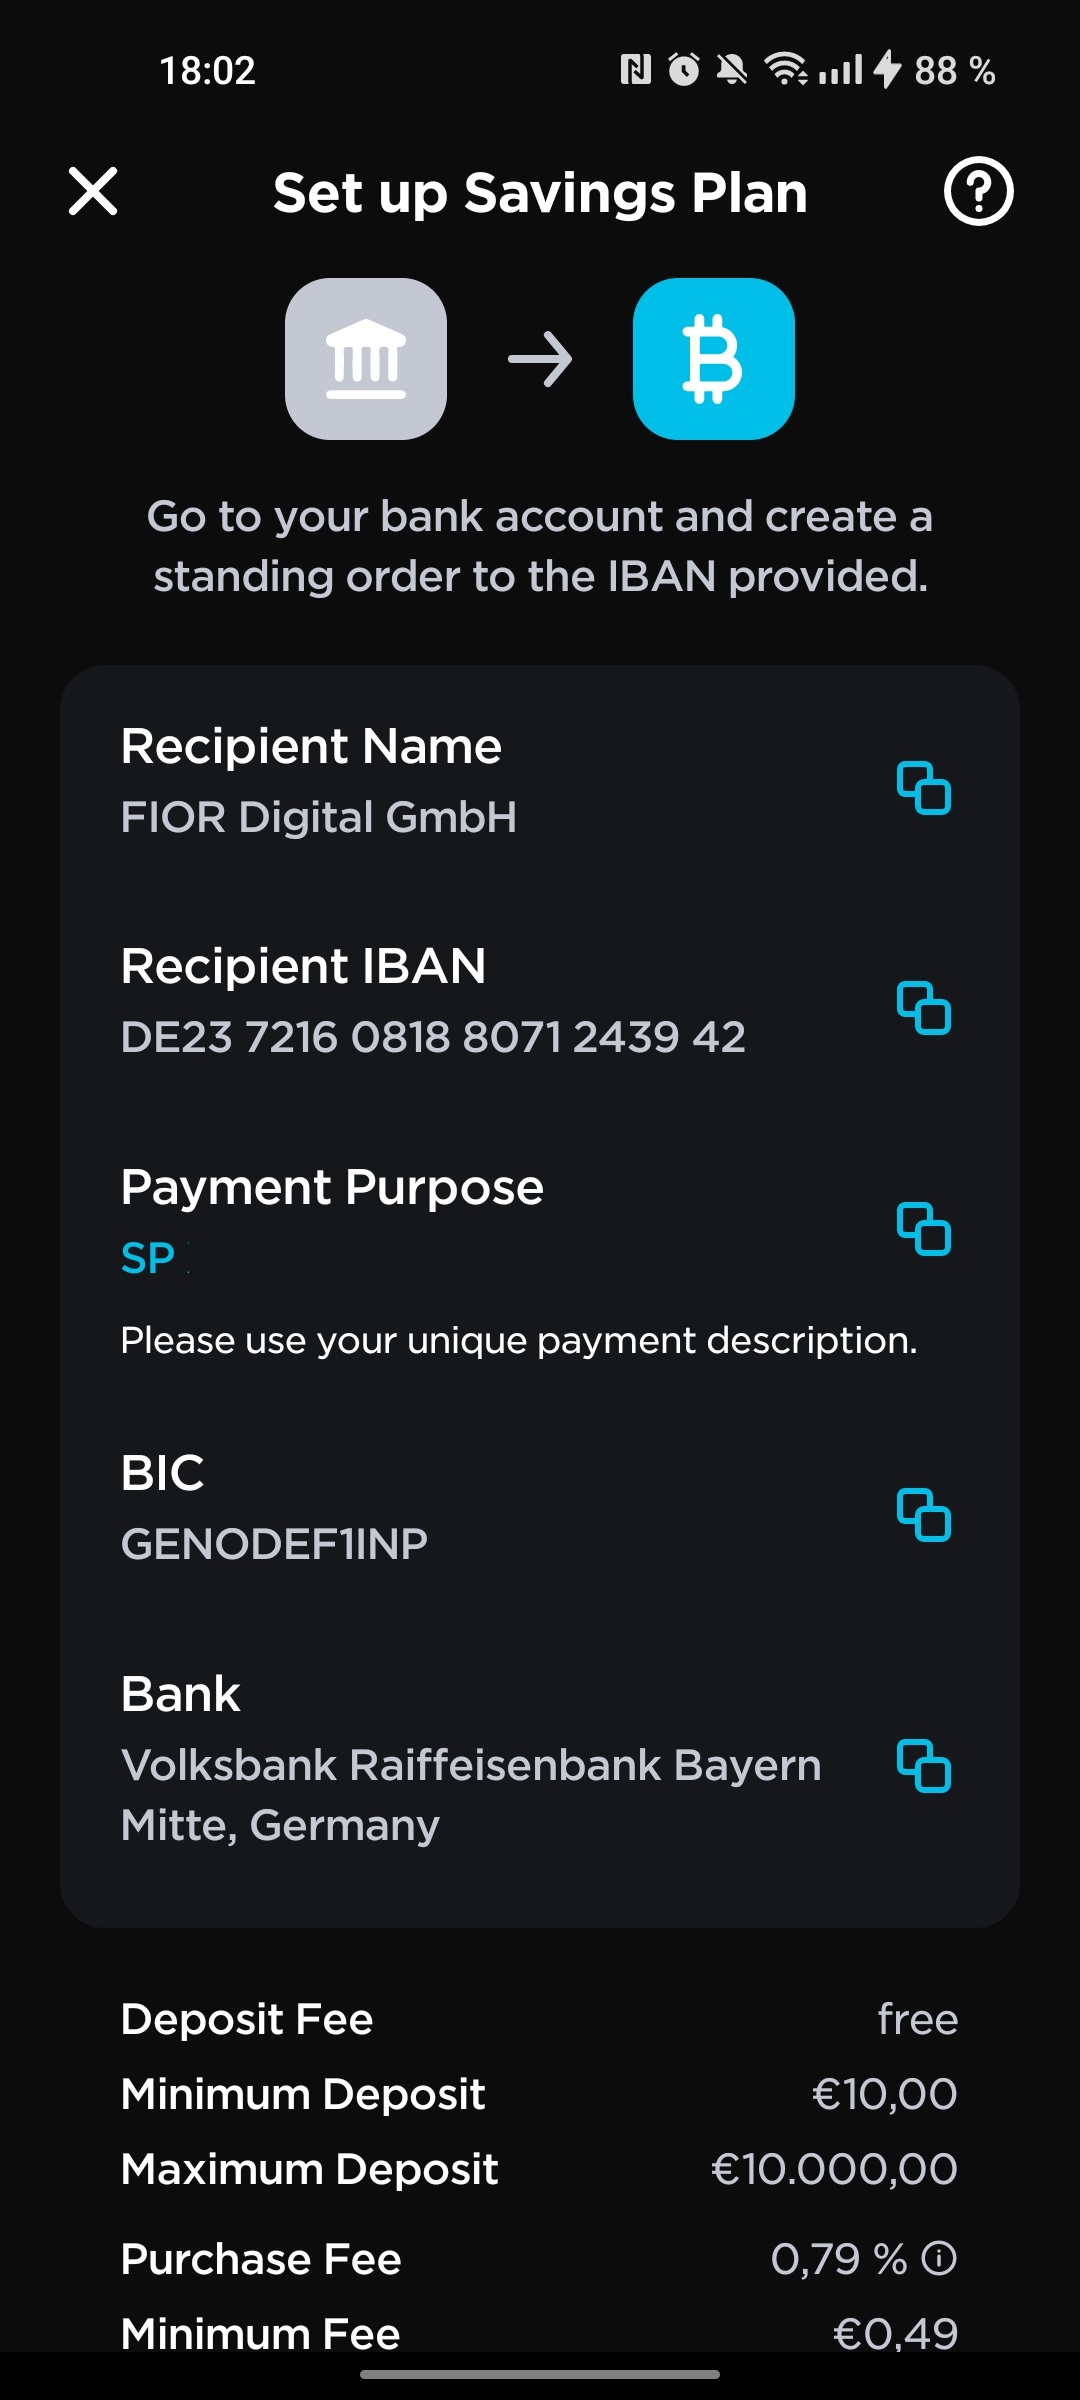 18:02 88 %
Set up Savings Plan
Go to your bank account and create a
standing order to the IBAN provided.
Recipient Name
FIOR Digital GmbH
Recipient IBAN
DE23 7216 0818 8071 2439 42
Payment Purpose
SP
Please use your unique payment description.
BIC
GENODEF1INP
Bank
Volksbank Raiffeisenbank Bayern
Mitte, Germany
Deposit Fee free
Minimum Deposit €10,00
Maximum Deposit €10.000,00
Purchase Fee 0,79 %
Minimum Fee €0,49